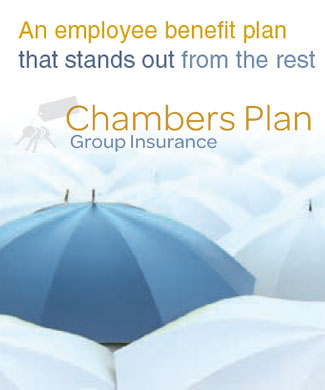 An employee benefit plan
that stands out from the rest
Chambers Plan
Group Insurance